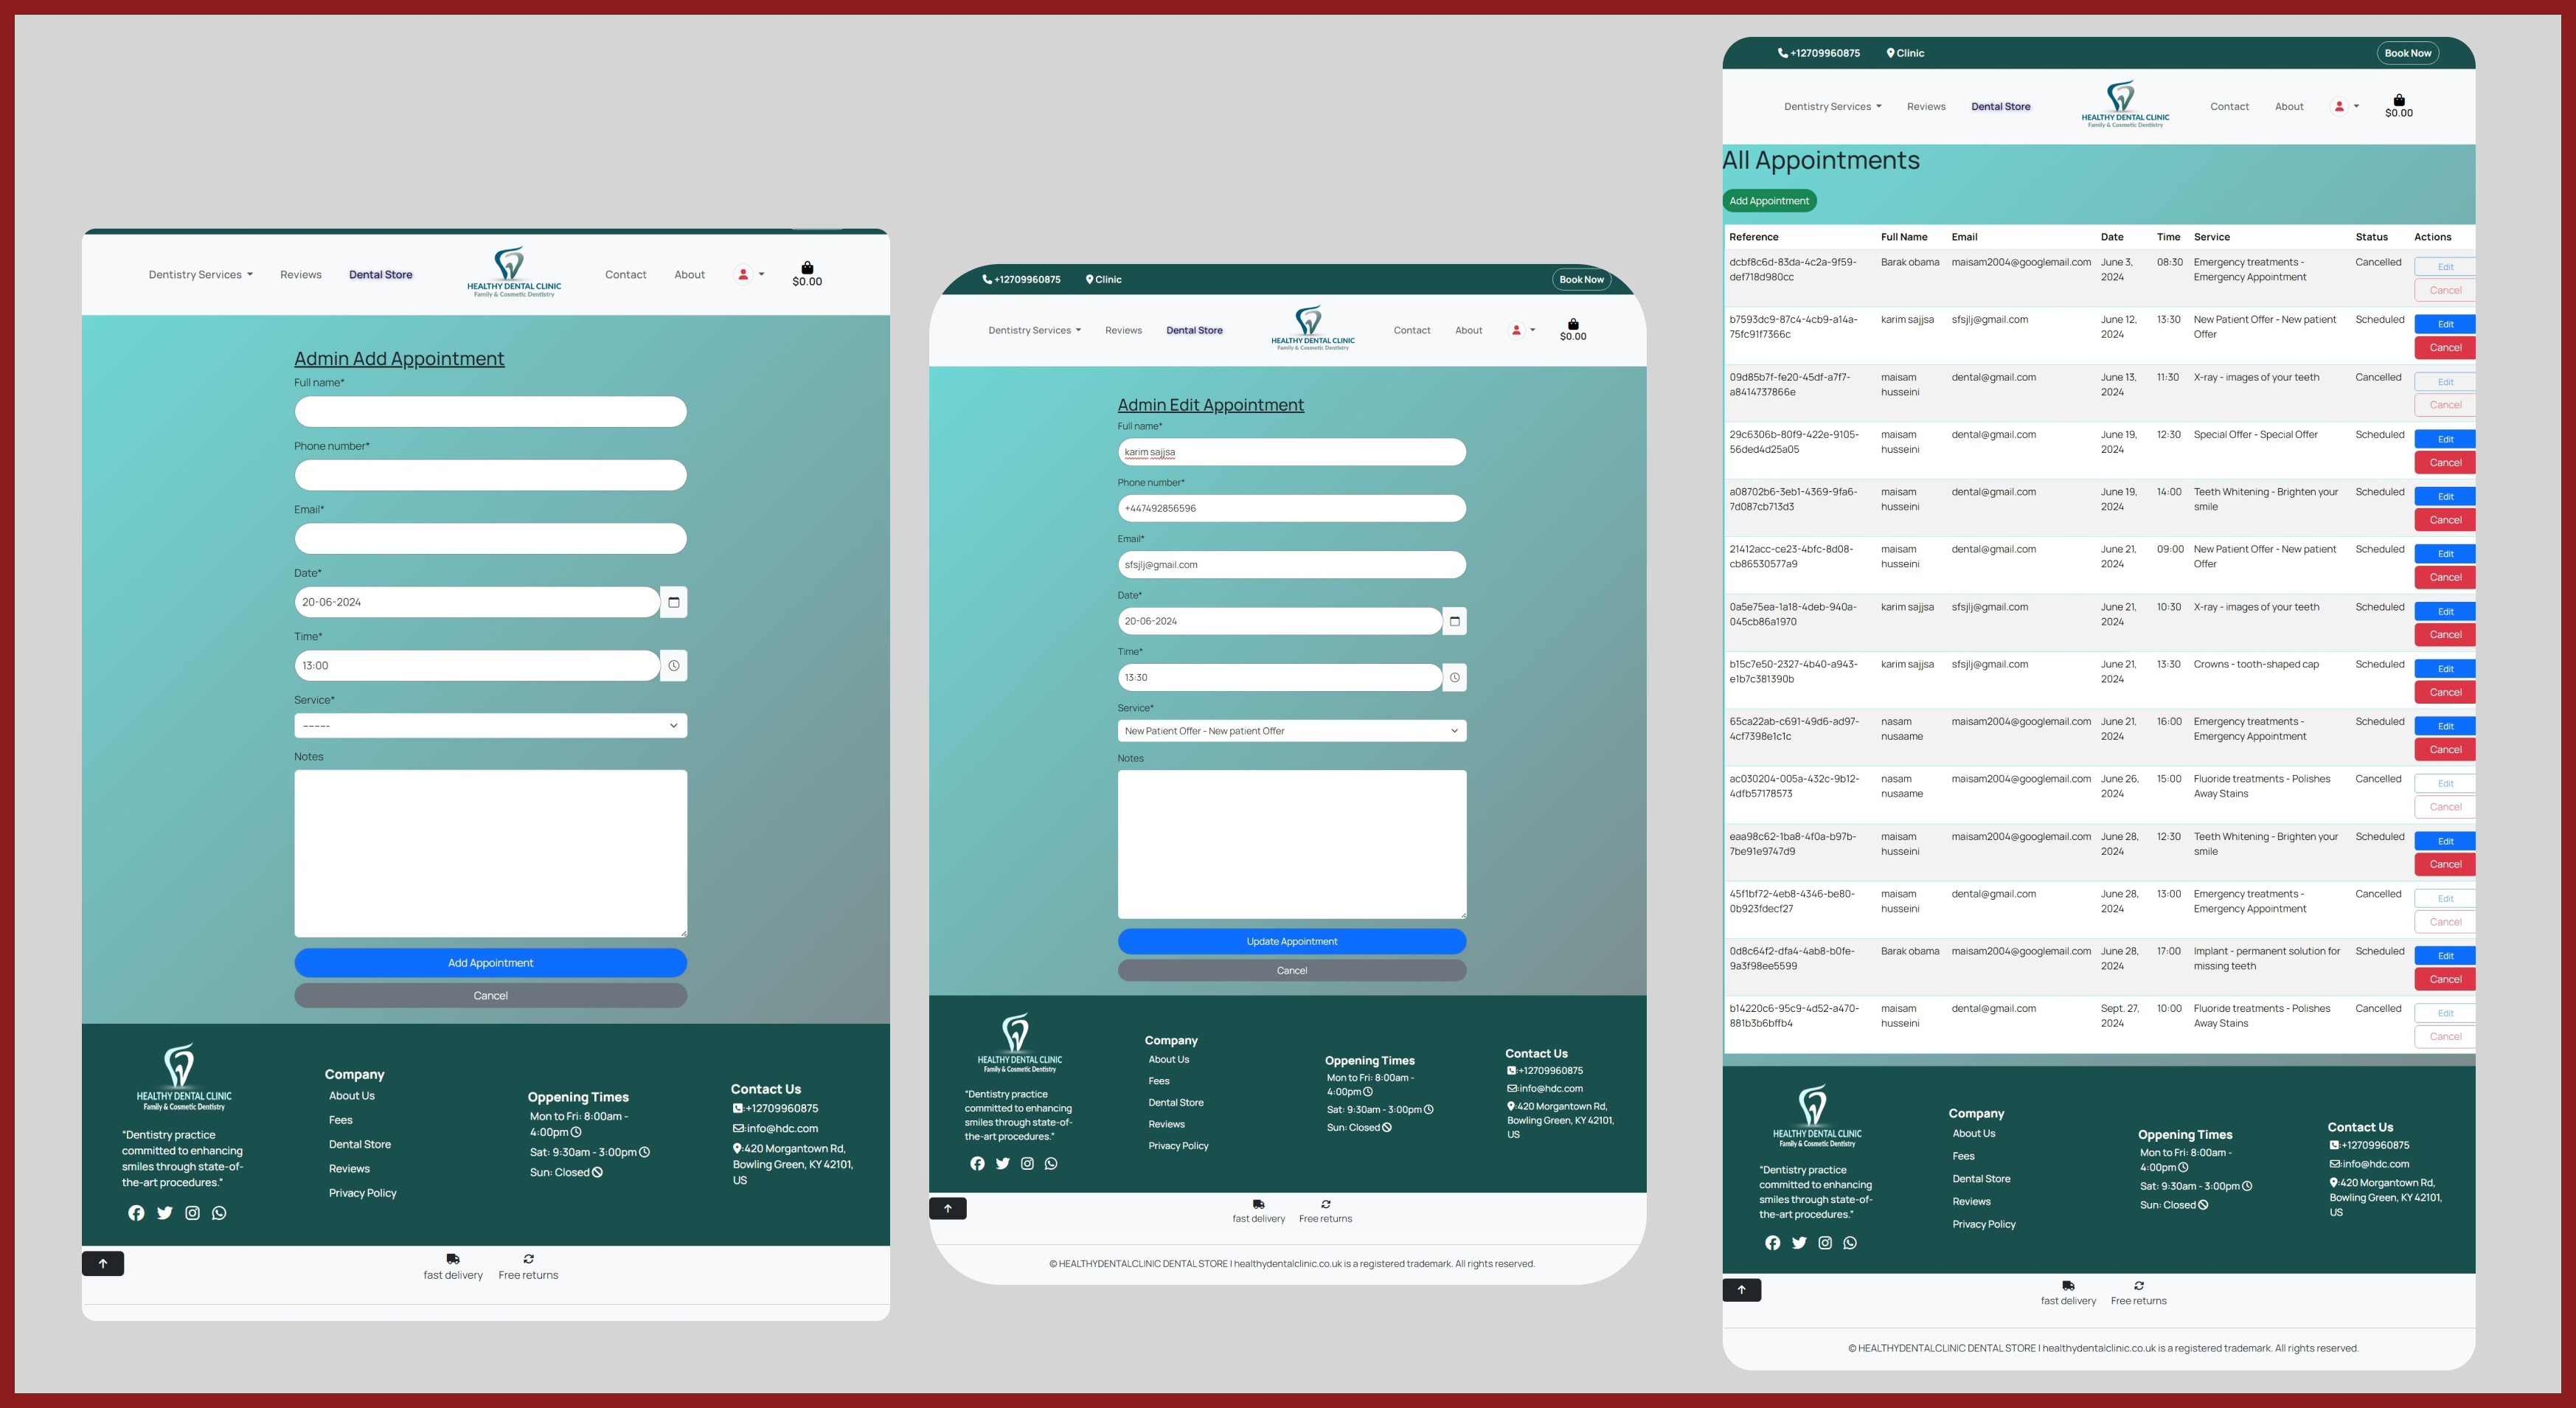 Dentistry Services
Reviews
Dental Store
HEALTHY DENTAL CLINIC
Family & Cosmetic Dentistry
Contact
About
$0.00
Admin Add Appointment
Full name*
Phone number*
Email*
Date*
20-06-2024
Time*
13:00
Service*
---------
Notes
Add Appointment
Cancel
HEALTHY DENTAL CLINIC
Family & Cosmetic Dentistry
"Dentistry practice
committed to enhancing
smiles through state-of-
the-art procedures."
Company
About Us
Fees
Dental Store
Reviews
Privacy Policy
Oppening Times
Mon to Fri: 8:00am -
4:00pm
Sat: 9:30am - 3:00pm
Sun: Closed
Contact Us
:+12709960875
:info@hdc.com
:420 Morgantown Rd,
Bowling Green, KY 42101,
US
fast delivery
Free returns
+12709960875
Clinic
Book Now
Dentistry Services
Reviews
Dental Store
HEALTHY DENTAL CLINIC
Family & Cosmetic Dentistry
Contact
About
$0.00
Admin Edit Appointment
Full name*
karim sajjsa
Phone number*
+447492856596
Email*
sfsjlj@gmail.com
Date*
20-06-2024
Time*
13:30
Service*
New Patient Offer - New patient Offer
Notes
Update Appointment
Cancel
HEALTHY DENTAL CLINIC
Family & Cosmetic Dentistry
"Dentistry practice
committed to enhancing
smiles through state-of-
the-art procedures."
Company
About Us
Fees
Dental Store
Reviews
Privacy Policy
Oppening Times
Mon to Fri: 8:00am -
4:00pm
Sat: 9:30am - 3:00pm
Sun: Closed
Contact Us
:+12709960875
:info@hdc.com
:420 Morgantown Rd,
Bowling Green, KY 42101,
US
fast delivery
Free returns
© HEALTHYDENTALCLINIC DENTAL STORE | healthydentalclinic.co.uk is a registered trademark. All rights reserved.
+12709960875
Clinic
Book Now
Dentistry Services
Reviews
Dental Store
HEALTHY DENTAL CLINIC
Family & Cosmetic Dentistry
Contact
About
$0.00
All Appointments
Add Appointment
Reference Full Name Email Date Time Service Status Actions
dcbf8c6d-83da-4c2a-9f59- Barak obama maisam2004@googlemail.com June 3, 08:30 Emergency treatments - Cancelled Edit
def718d980cc 2024 Emergency Appointment Cancel
b7593dc9-87c4-4cb9-a14a- karim sajjsa sfsjlj@gmail.com June 12, 13:30 New Patient Offer - New patient Scheduled Edit
75fc91f7366c 2024 Offer Cancel
09d85b7f-fe20-45df-a7f7- maisam dental@gmail.com June 13, 11:30 X-ray - images of your teeth Cancelled Edit
a8414737866e husseini 2024 Cancel
29c6306b-80f9-422e-9105- maisam dental@gmail.com June 19, 12:30 Special Offer - Special Offer Scheduled Edit
56ded4d25a05 husseini 2024 Cancel
a08702b6-3eb1-4369-9fa6- maisam dental@gmail.com June 19, 14:00 Teeth Whitening - Brighten your Scheduled Edit
7d087cb713d3 husseini 2024 smile Cancel
21412acc-ce23-4bfc-8d08- maisam dental@gmail.com June 21, 09:00 New Patient Offer - New patient Scheduled Edit
cb86530577a9 husseini 2024 Offer Cancel
0a5e75ea-1a18-4deb-940a- karim sajjsa sfsjlj@gmail.com June 21, 10:30 X-ray - images of your teeth Scheduled Edit
045cb86a1970 2024 Cancel
b15c7e50-2327-4b40-a943- karim sajjsa sfsjlj@gmail.com June 21, 13:30 Crowns - tooth-shaped cap Scheduled Edit
e1b7c381390b 2024 Cancel
65ca22ab-c691-49d6-ad97- nasam maisam2004@googlemail.com June 21, 16:00 Emergency treatments - Scheduled Edit
4cf7398e1c1c nusaame 2024 Emergency Appointment Cancel
ac030204-005a-432c-9b12- nasam maisam2004@googlemail.com June 26, 15:00 Fluoride treatments - Polishes Cancelled Edit
4dfb57178573 nusaame 2024 Away Stains Cancel
eaa98c62-1ba8-4f0a-b97b- maisam maisam2004@googlemail.com June 28, 12:30 Teeth Whitening - Brighten your Scheduled Edit
7be91e9747d9 husseini 2024 smile Cancel
45f1bf72-4eb8-4346-be80- maisam dental@gmail.com June 28, 13:00 Emergency treatments - Cancelled Edit
0b923fdecf27 husseini 2024 Emergency Appointment Cancel
0d8c64f2-dfa4-4ab8-b0fe- Barak obama maisam2004@googlemail.com June 28, 17:00 Implant - permanent solution for Scheduled Edit
9a3f98ee5599 2024 missing teeth Cancel
b14220c6-95c9-4d52-a470- maisam dental@gmail.com Sept. 27, 10:00 Fluoride treatments - Polishes Cancelled Edit
881b3b6bffb4 husseini 2024 Away Stains Cancel
HEALTHY DENTAL CLINIC
Family & Cosmetic Dentistry
"Dentistry practice
committed to enhancing
smiles through state-of-
the-art procedures."
Company
About Us
Fees
Dental Store
Reviews
Privacy Policy
Oppening Times
Mon to Fri: 8:00am -
4:00pm
Sat: 9:30am - 3:00pm
Sun: Closed
Contact Us
:+12709960875
:info@hdc.com
:420 Morgantown Rd,
Bowling Green, KY 42101,
US
fast delivery
Free returns
© HEALTHYDENTALCLINIC DENTAL STORE | healthydentalclinic.co.uk is a registered trademark. All rights reserved.